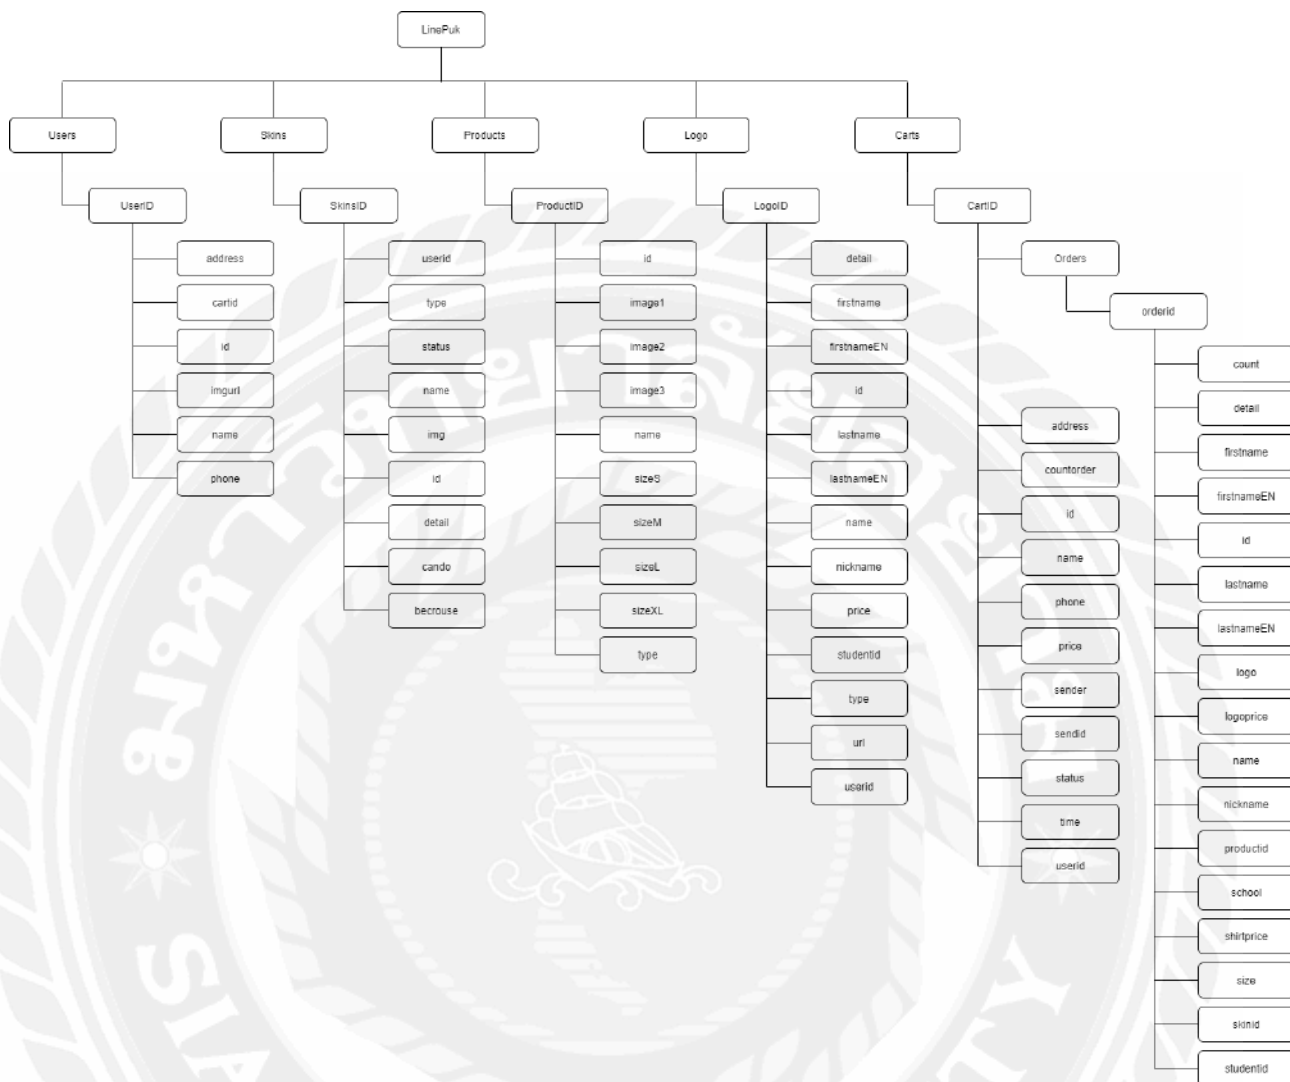 LinePuk
Users
Skins
Products
Logo
Carts
UserID
SkinsID
ProductID
LogoID
CartID
address
cartid
id
imgurl
name
phone
userid
type
status
name
img
id
detail
cando
becrouse
id
image1
image2
image3
name
sizeS
sizeM
sizeL
sizeXL
type
detail
firstname
firstnameEN
id
lastname
lastnameEN
name
nickname
price
studentid
type
url
userid
Orders
address
countorder
id
name
phone
price
sender
sendid
status
time
userid
orderid
count
detail
firstname
firstnameEN
id
lastname
lastnameEN
logo
logoprice
name
nickname
productid
school
shirtprice
size
skinid
studentid